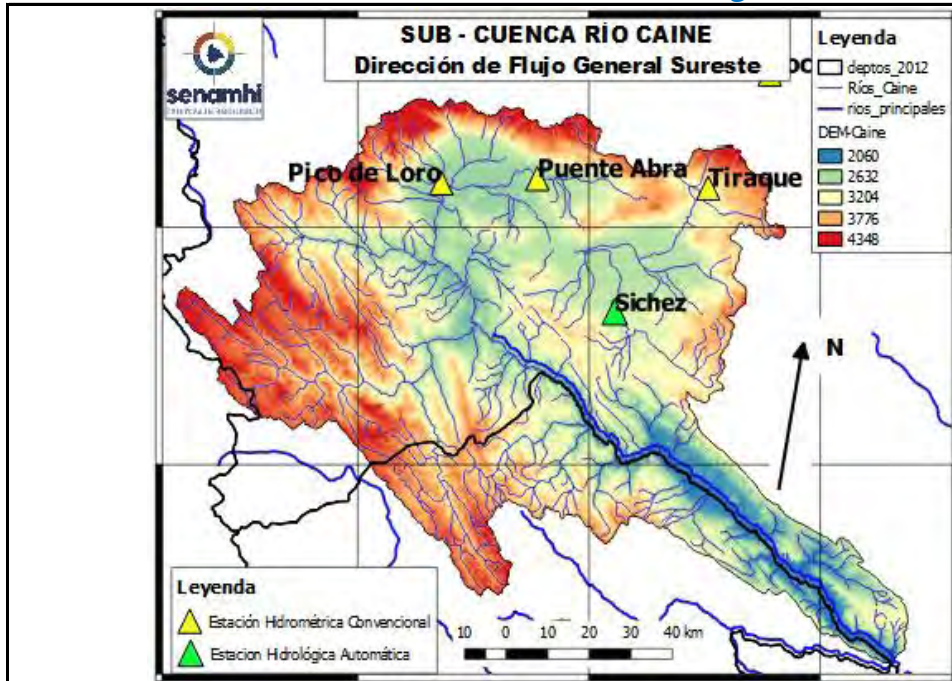 SUB - CUENCA RÍO CAINE
Dirección de Flujo General Sureste
senamhi
Leyenda
deptos_2012
Ríos_Caine
rios_principales
DEM-Caine
2060
2632
3204
3776
4348
Pico de Loro
Puente Abra
Tiraque
Sichez
N
Leyenda
Estación Hidrométrica Convencional
Estacion Hidrológica Automática
10 0 10 20 30 40 km